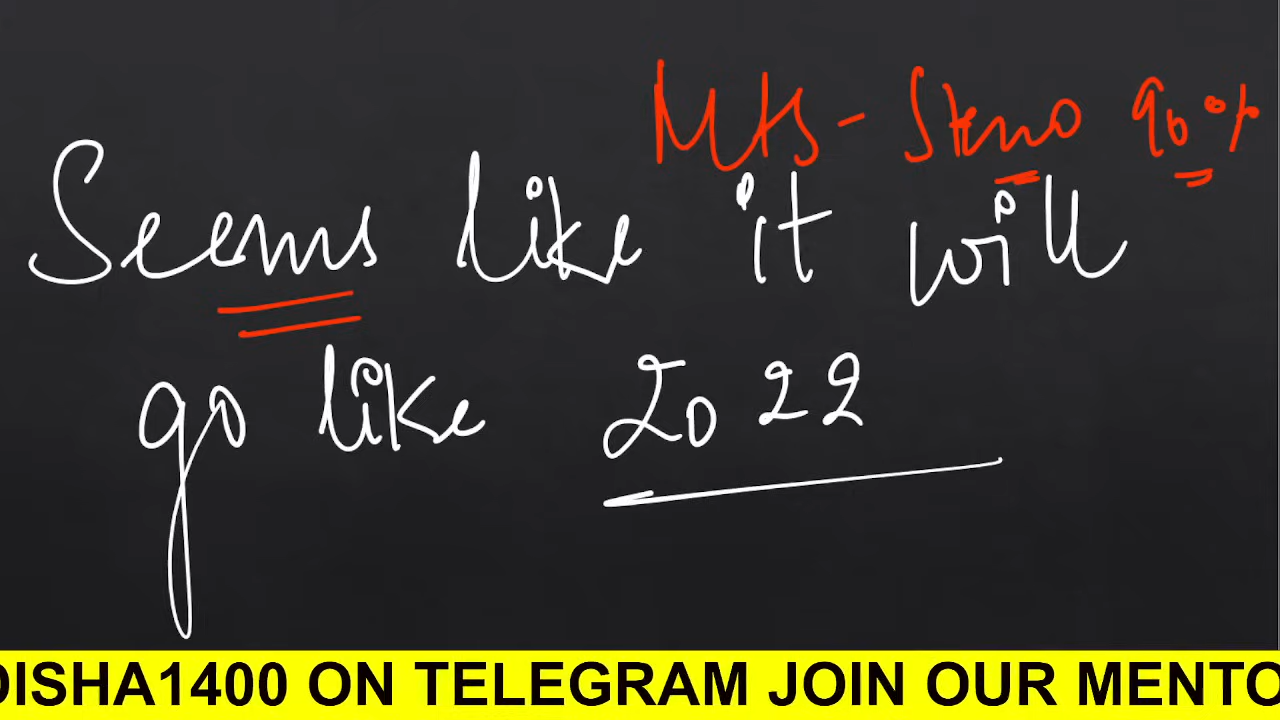 MTS - Steno 90%
Seems like it will
go like 2022
DISHA1400 ON TELEGRAM JOIN OUR MENTO